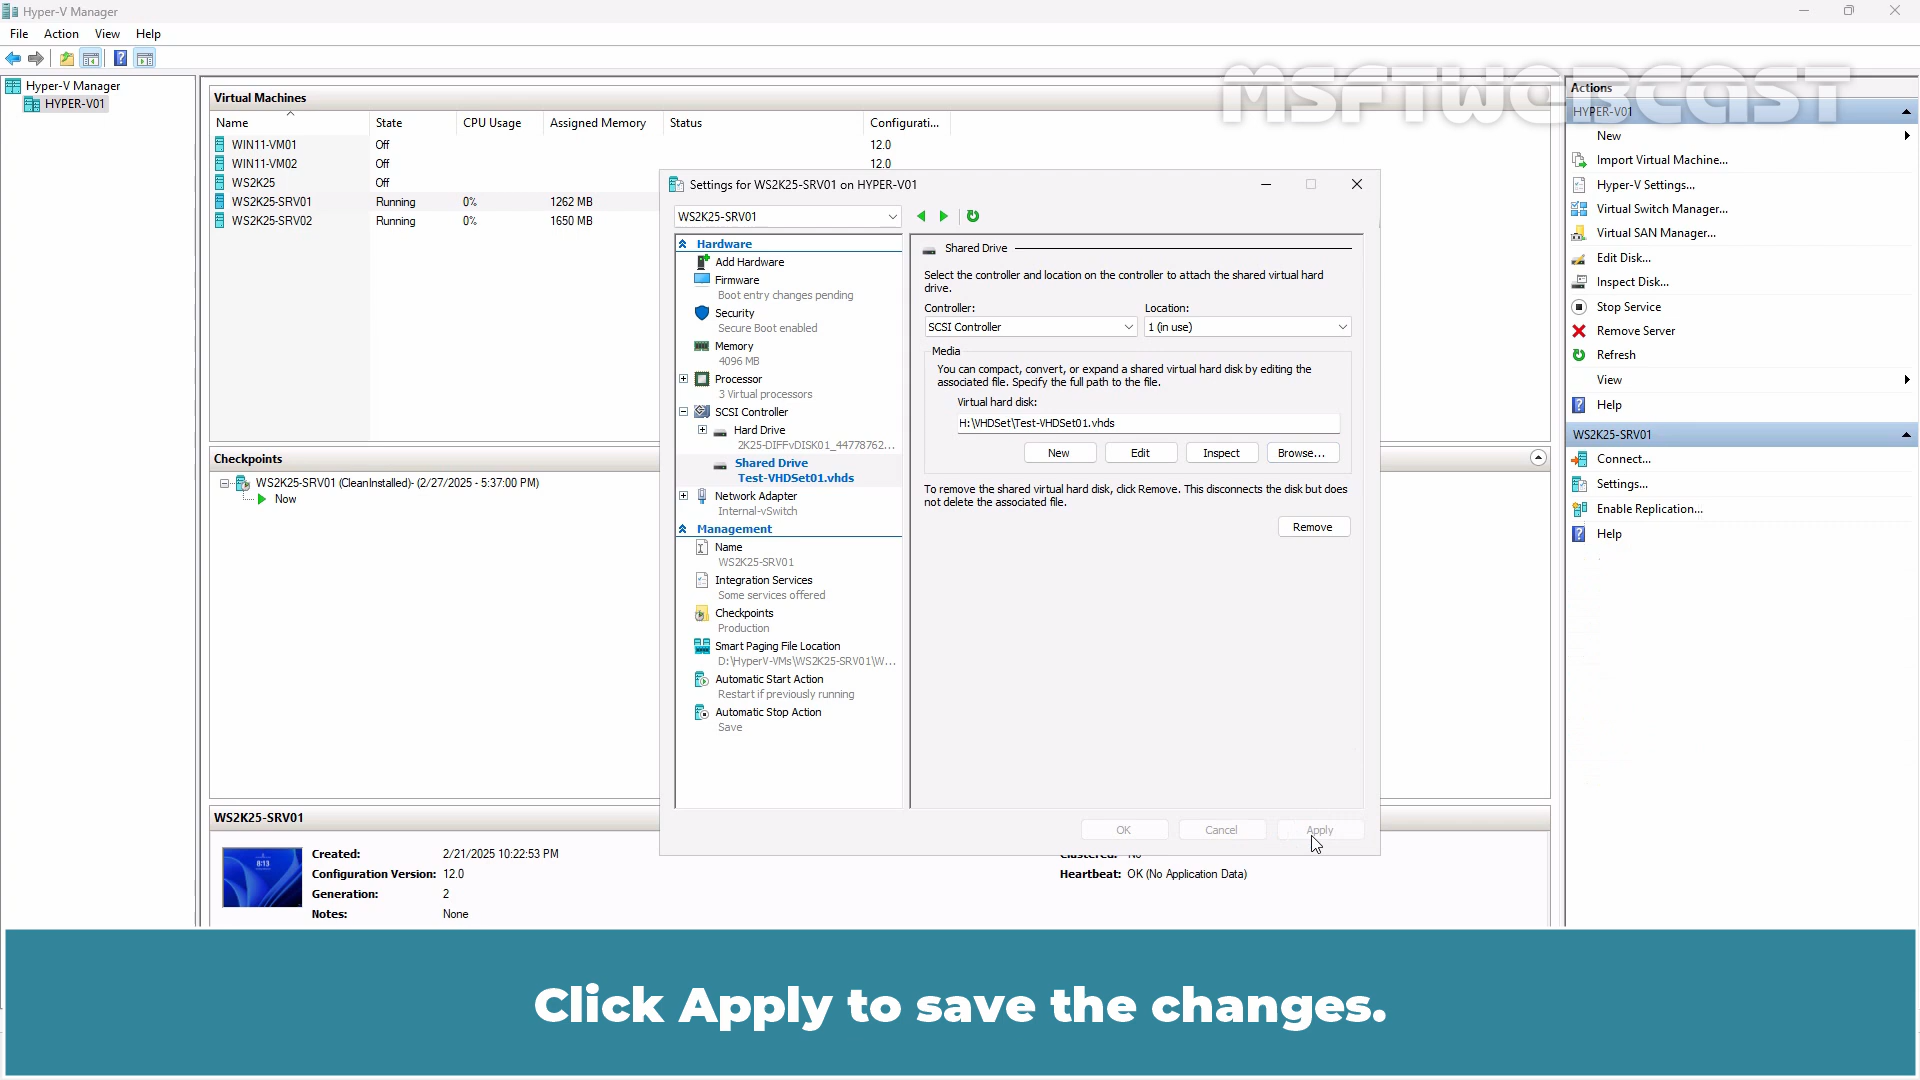 Hyper-V Manager
File Action View Help
Hyper-V Manager
HYPER-V01
Virtual Machines
Name State CPU Usage Assigned Memory Status Configurati...
WIN11-VM01 Off 12.0
WIN11-VM02 Off 12.0
WS2K25 Off
WS2K25-SRV01 Running 0% 1262 MB
WS2K25-SRV02 Running 0% 1650 MB
Checkpoints
WS2K25-SRV01 (CleanInstalled)- (2/27/2025 - 5:37:00 PM)
Now
WS2K25-SRV01
8:13
Created: 2/21/2025 10:22:53 PM
Configuration Version: 12.0
Generation: 2
Notes: None
Clustered: No
Heartbeat: OK (No Application Data)
Settings for WS2K25-SRV01 on HYPER-V01
WS2K25-SRV01
Hardware
Add Hardware
Firmware
Boot entry changes pending
Security
Secure Boot enabled
Memory
4096 MB
Processor
3 Virtual processors
SCSI Controller
Hard Drive
2K25-DIFFvDISK01_44778762...
Shared Drive
Test-VHDSet01.vhds
Network Adapter
Internal-vSwitch
Management
Name
WS2K25-SRV01
Integration Services
Some services offered
Checkpoints
Production
Smart Paging File Location
D:\HyperV-VMs\WS2K25-SRV01\W...
Automatic Start Action
Restart if previously running
Automatic Stop Action
Save
Shared Drive
Select the controller and location on the controller to attach the shared virtual hard
drive.
Controller: Location:
SCSI Controller 1 (in use)
Media
You can compact, convert, or expand a shared virtual hard disk by editing the
associated file. Specify the full path to the file.
Virtual hard disk:
H:\VHDSet\Test-VHDSet01.vhds
New Edit Inspect Browse...
To remove the shared virtual hard disk, click Remove. This disconnects the disk but does
not delete the associated file.
Remove
OK Cancel Apply
MSFTWEBCAST
Actions
HYPER-V01
New
Import Virtual Machine...
Hyper-V Settings...
Virtual Switch Manager...
Virtual SAN Manager...
Edit Disk...
Inspect Disk...
Stop Service
Remove Server
Refresh
View
Help
WS2K25-SRV01
Connect...
Settings...
Enable Replication...
Help
Click Apply to save the changes.